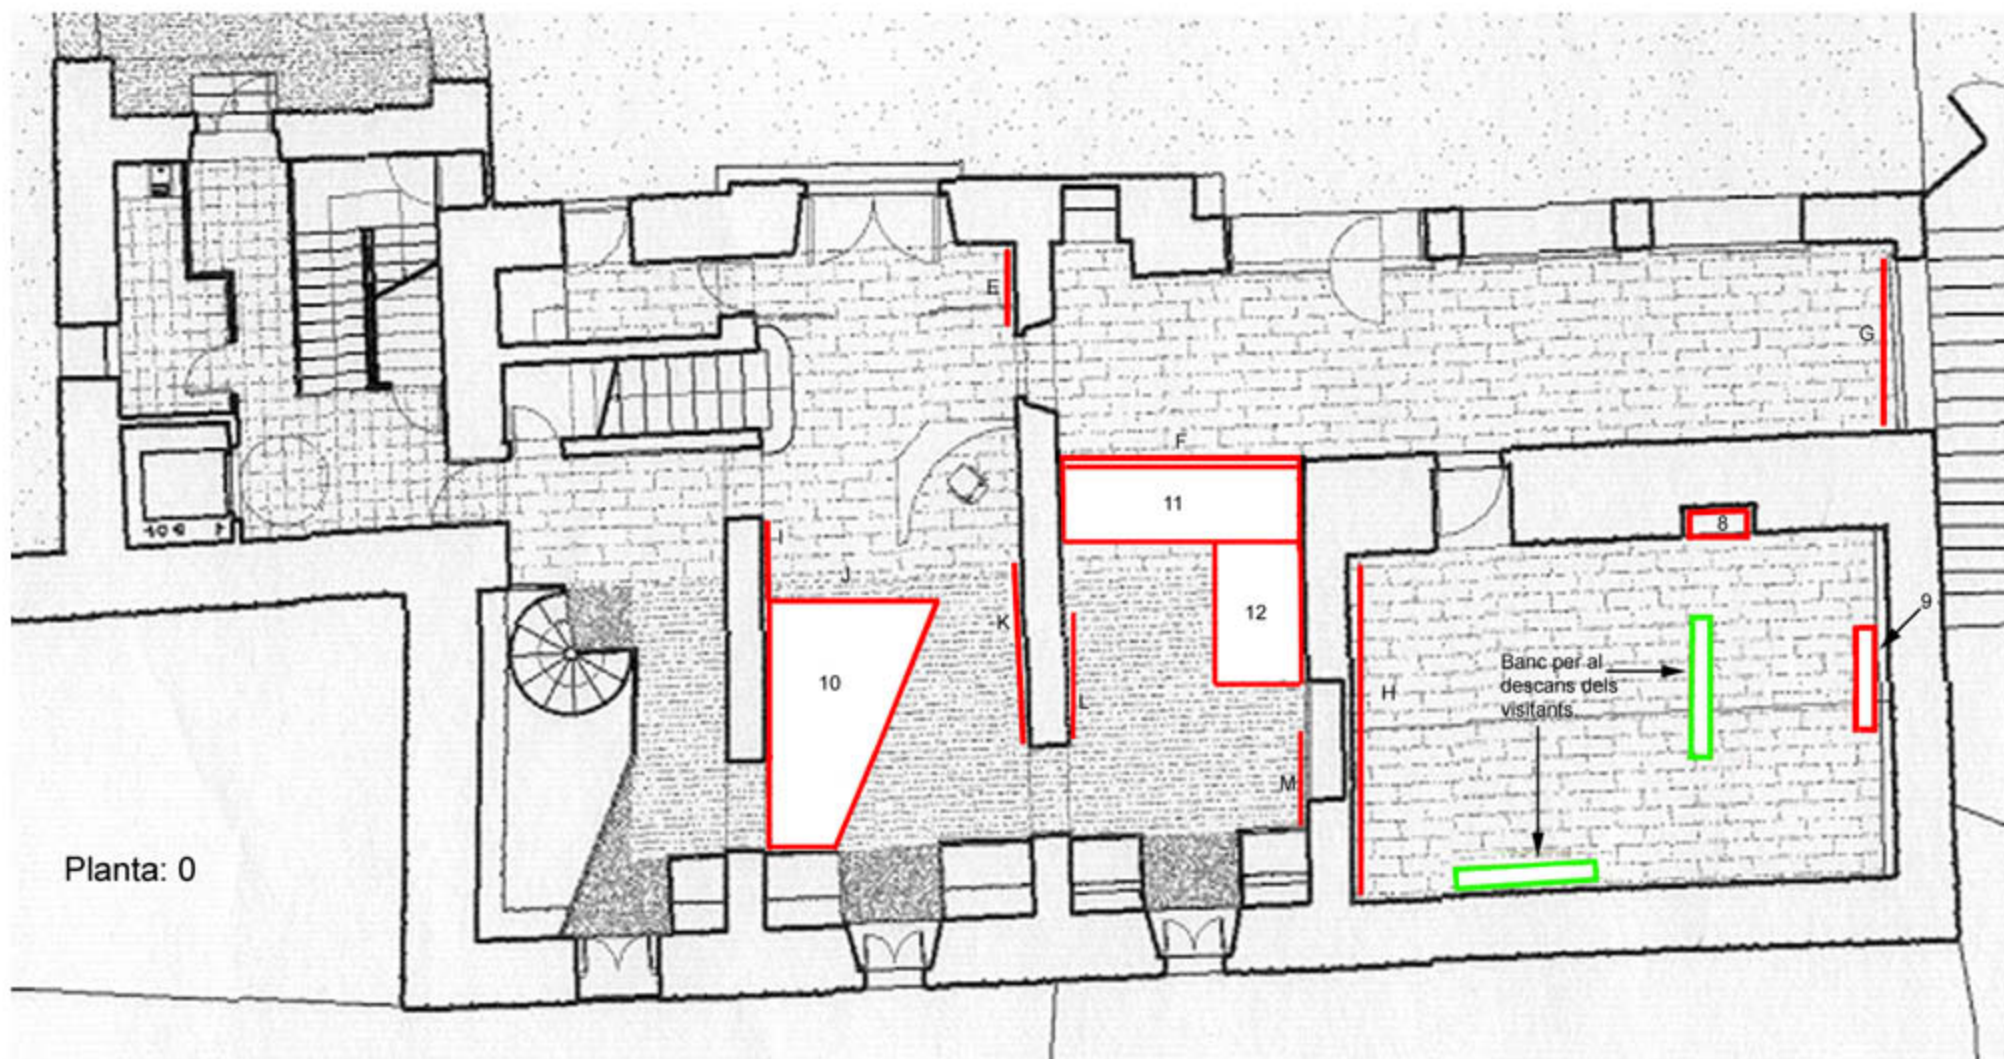 E
G
F
11
8
I
J
9
K
12
Banc per al
descans dels
visitants.
10
L
H
M
Planta: 0